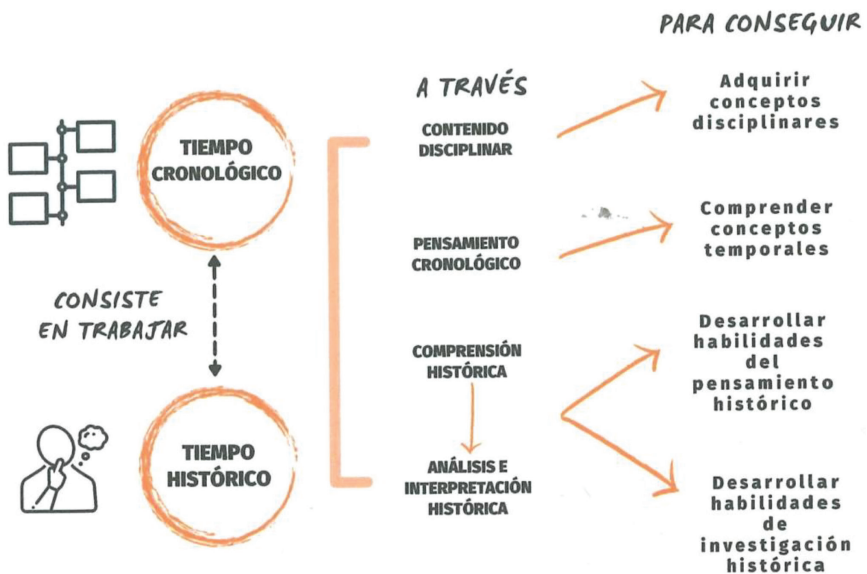 PARA CONSEGUIR
A TRAVÉS
TIEMPO
CRONOLÓGICO
CONSISTE
EN TRABAJAR
TIEMPO
HISTÓRICO
CONTENIDO
DISCIPLINAR
PENSAMIENTO
CRONOLÓGICO
COMPRENSIÓN
HISTÓRICA
ANÁLISIS E
INTERPRETACIÓN
HISTÓRICA
Adquirir
conceptos
disciplinares
Comprender
conceptos
temporales
Desarrollar
habilidades
del
pensamiento
histórico
Desarrollar
habilidades
de
investigación
histórica